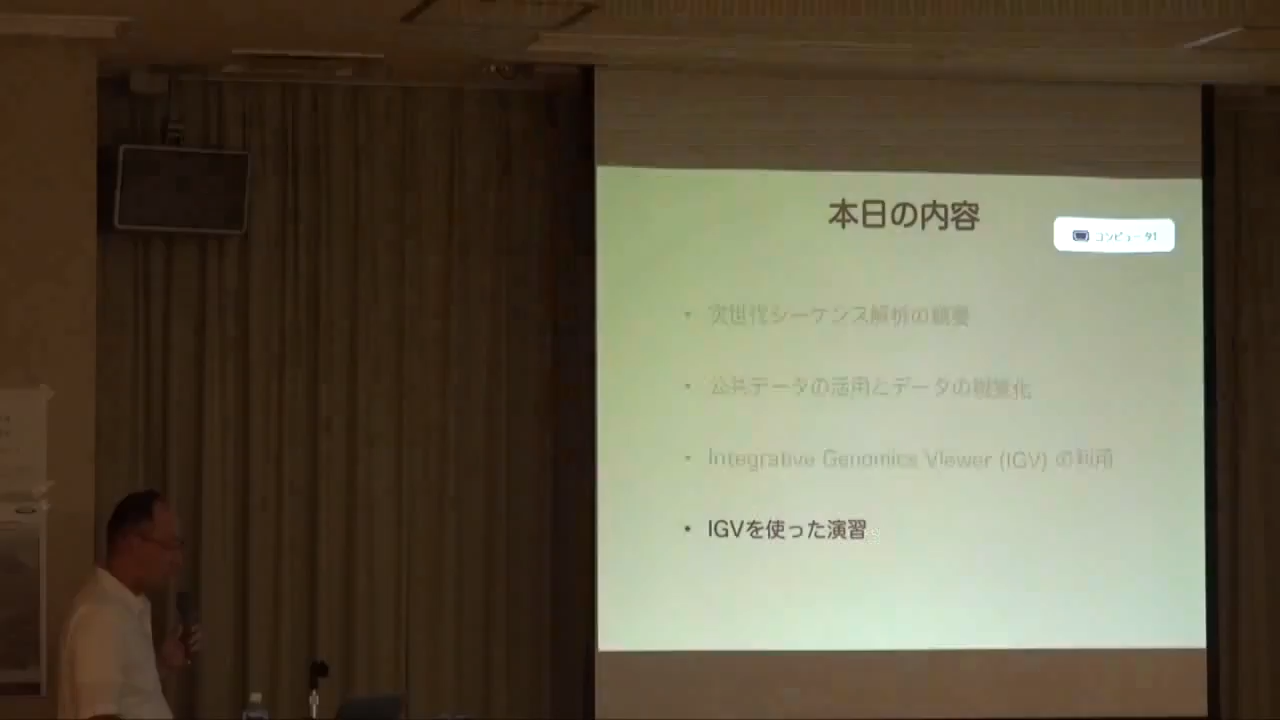 本日の内容
コンピュータ1
• 次世代シーケンス解析の概要
• 公共データの活用とデータの視覚化
• Integrative Genomics Viewer (IGV) の利用
• IGVを使った演習